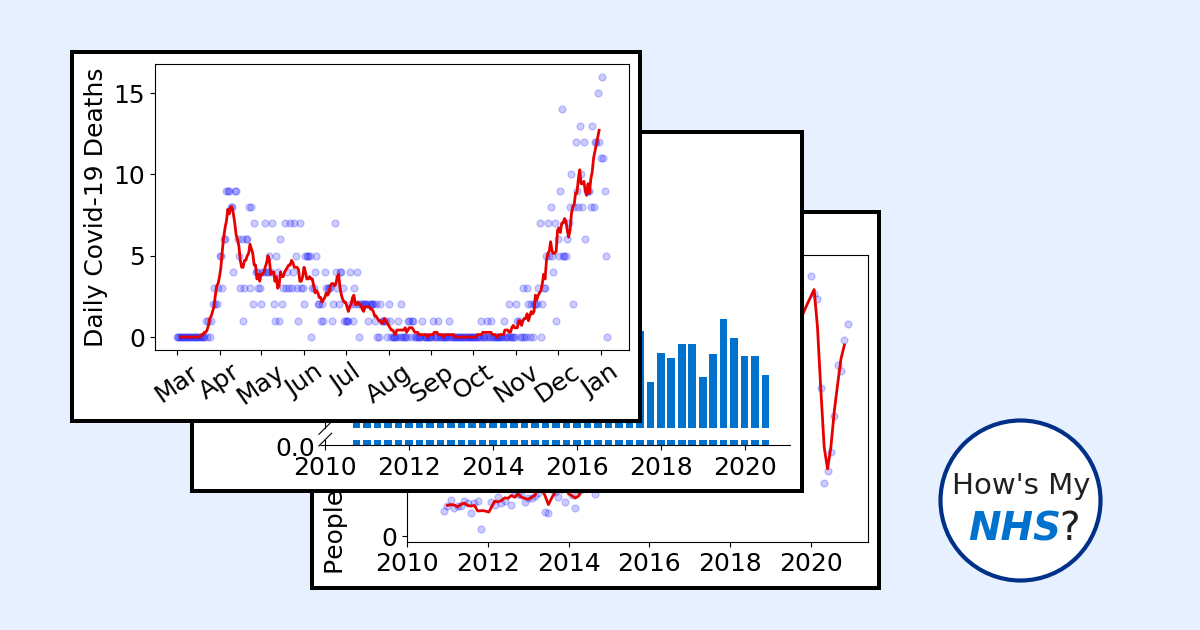 Daily Covid-19 Deaths
15
10
5
0
Mar Apr May Jun Jul Aug Sep Oct Nov Dec Jan
0.0
2010 2012 2014 2016 2018 2020
People
0
2010 2012 2014 2016 2018 2020
How's My
NHS?